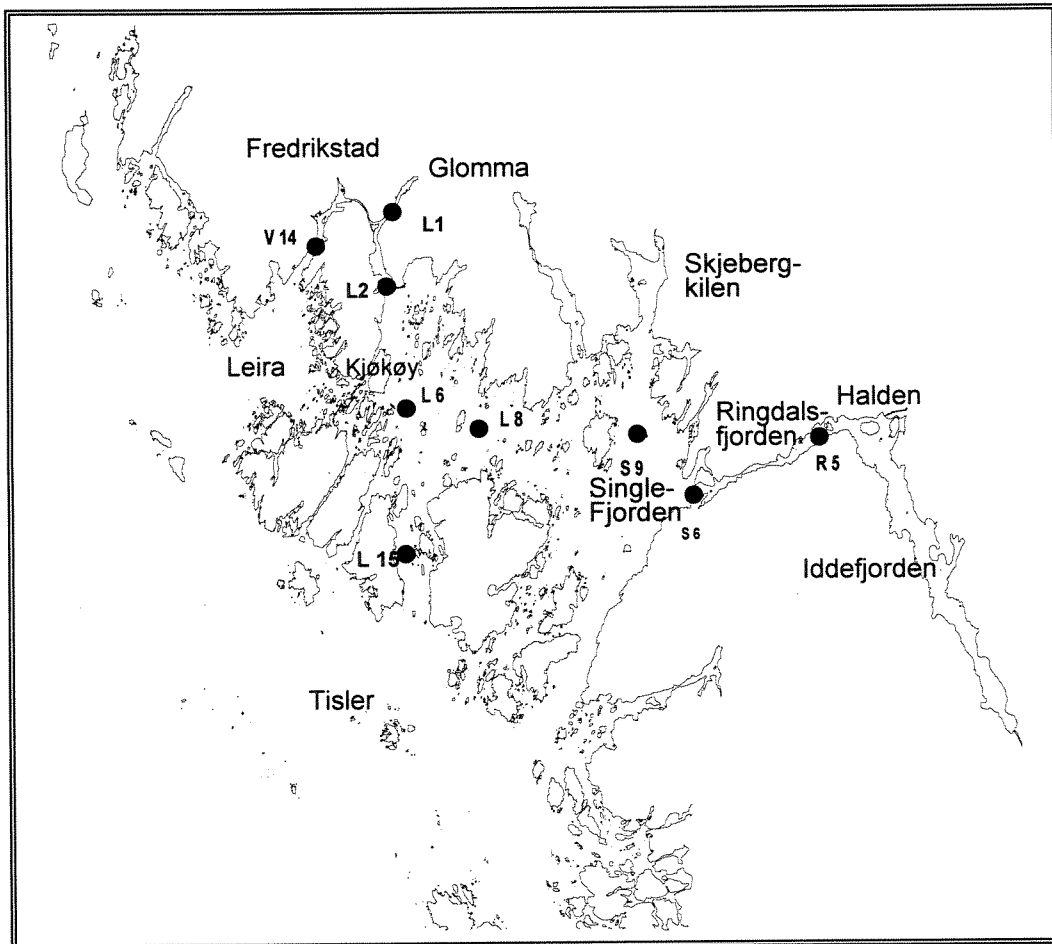 Fredrikstad
Glomma
L1
V 14
Skjeberg-
kilen
L2
Leira
Kjøkøy
L 6
L 8
Halden
Ringdals-
fjorden
R 5
S 9
Single-
Fjorden
S 6
L 15
Iddefjorden
Tisler